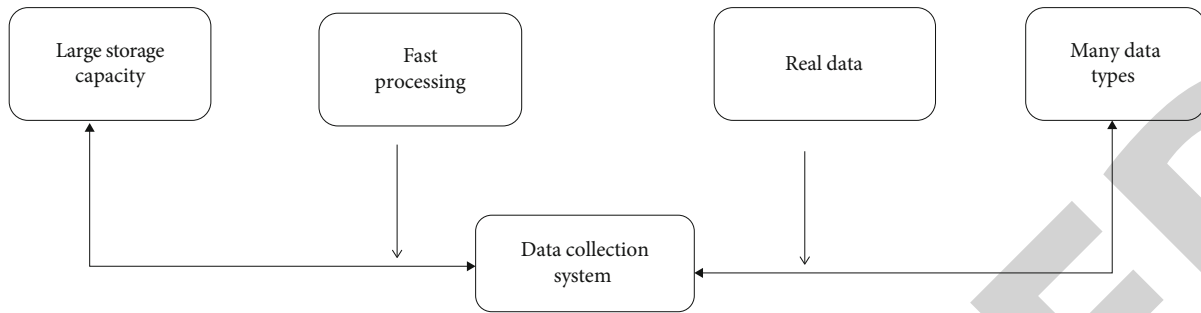 Large storage
capacity
Fast
processing
Real data
Many data
types
Data collection
system